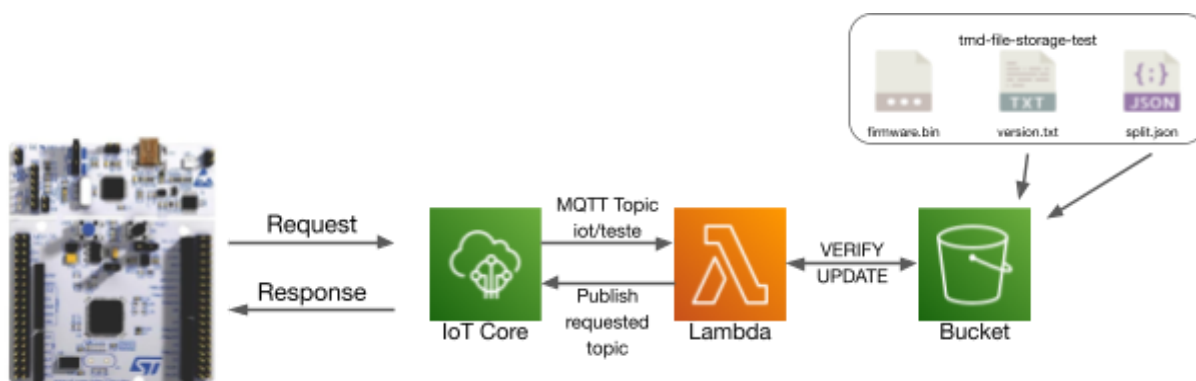 tmd-file-storage-test
TXT
{;}
JSON
firmware.bin
version.txt
split.json
Request
Response
MQTT Topic
iot/teste
Publish
requested
topic
VERIFY
UPDATE
IoT Core
Lambda
Bucket
ST